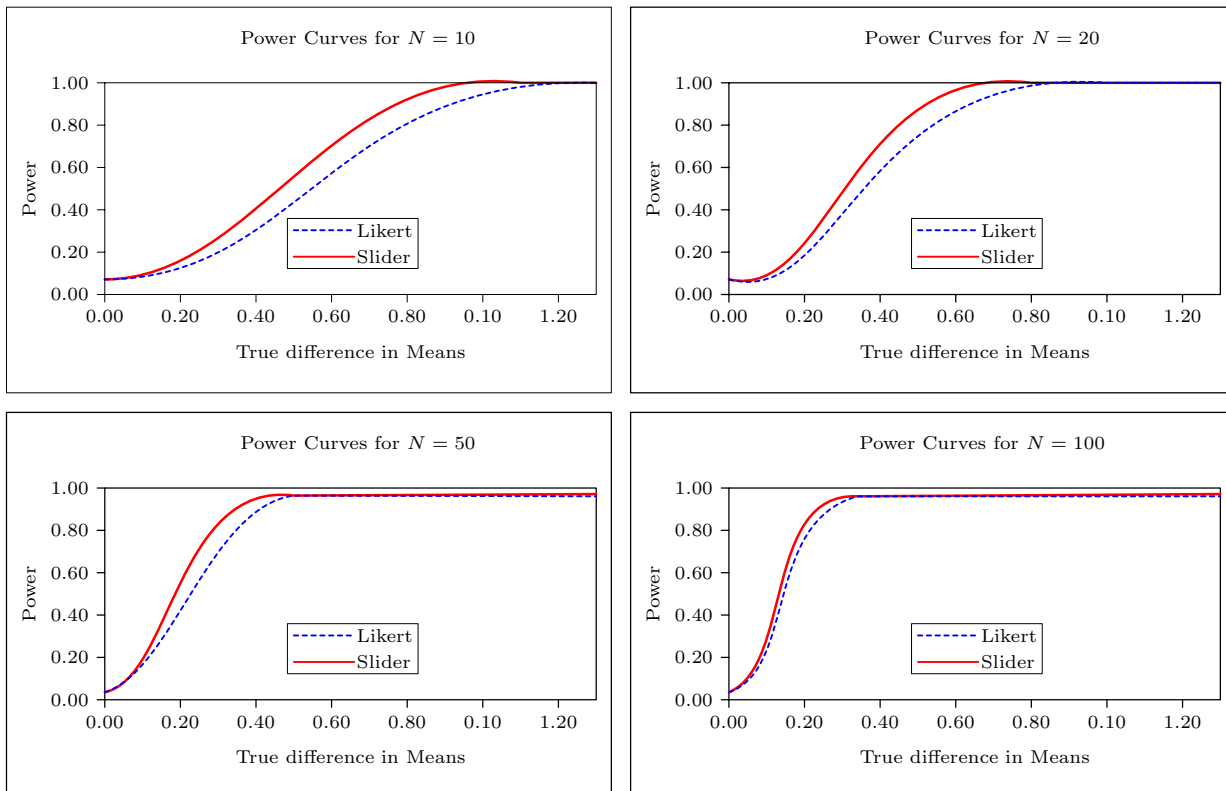 Power Curves for N = 10
1.00
0.80
0.60
0.40
0.20
0.00
Power
Likert
Slider
0.00 0.20 0.40 0.60 0.80 0.10 1.20
True difference in Means
Power Curves for N = 20
1.00
0.80
0.60
0.40
0.20
0.00
Power
Likert
Slider
0.00 0.20 0.40 0.60 0.80 0.10 1.20
True difference in Means
Power Curves for N = 50
1.00
0.80
0.60
0.40
0.20
0.00
Power
Likert
Slider
0.00 0.20 0.40 0.60 0.80 0.10 1.20
True difference in Means
Power Curves for N = 100
1.00
0.80
0.60
0.40
0.20
0.00
Power
Likert
Slider
0.00 0.20 0.40 0.60 0.80 0.10 1.20
True difference in Means